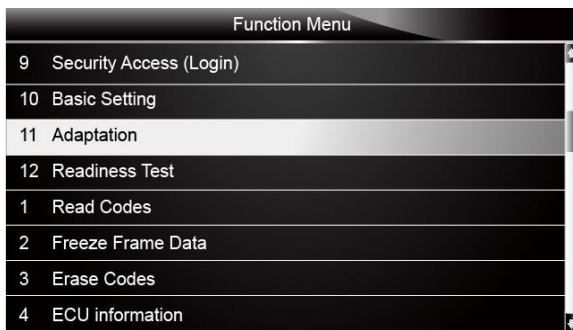 Function Menu
9 Security Access (Login)
10 Basic Setting
11 Adaptation
12 Readiness Test
1 Read Codes
2 Freeze Frame Data
3 Erase Codes
4 ECU information